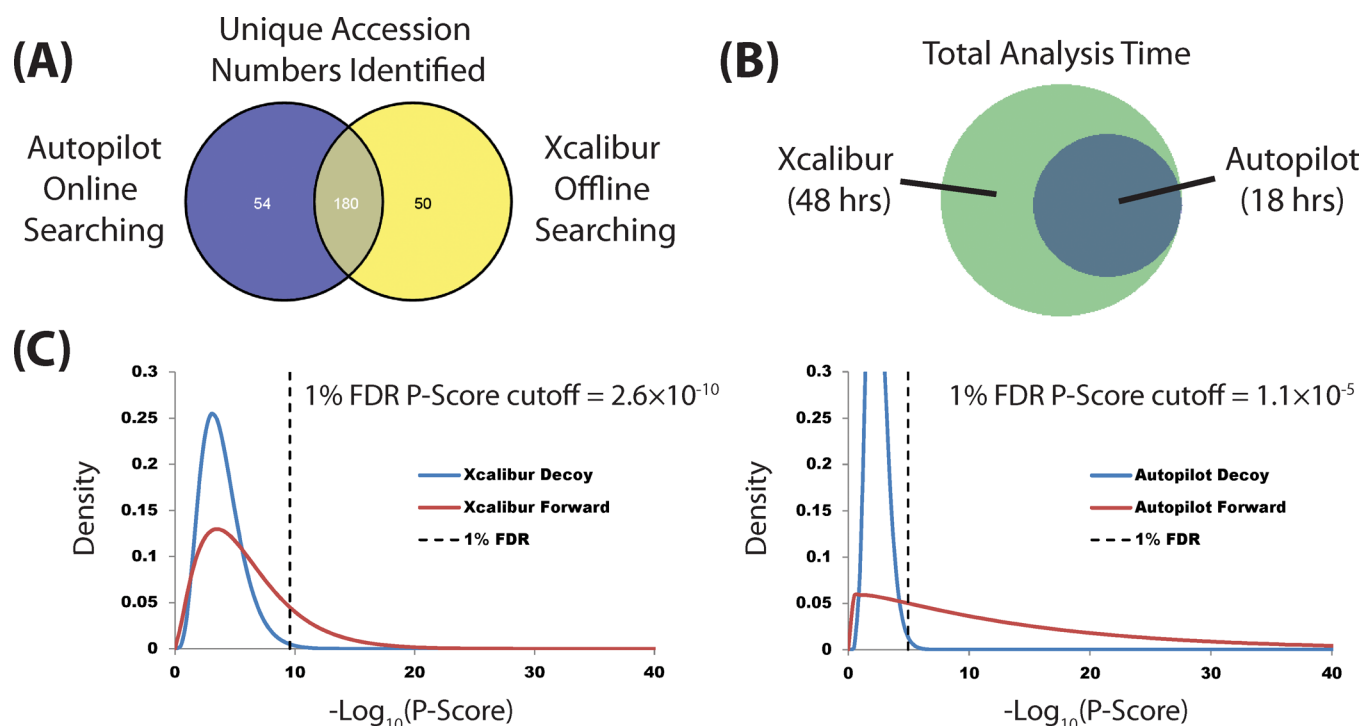 (A)
Unique Accession
Numbers Identified
Autopilot
Online
Searching
54
180
50
Xcalibur
Offline
Searching
(B)
Total Analysis Time
Xcalibur
(48 hrs)
Autopilot
(18 hrs)
(C)
1% FDR P-Score cutoff = 2.6×10⁻¹⁰
Density
0.3
0.25
0.2
0.15
0.1
0.05
0
Xcalibur Decoy
Xcalibur Forward
1% FDR
0 10 20 30 40
-Log₁₀(P-Score)
1% FDR P-Score cutoff = 1.1×10⁻⁵
Density
0.3
0.25
0.2
0.15
0.1
0.05
0
Autopilot Decoy
Autopilot Forward
1% FDR
0 10 20 30 40